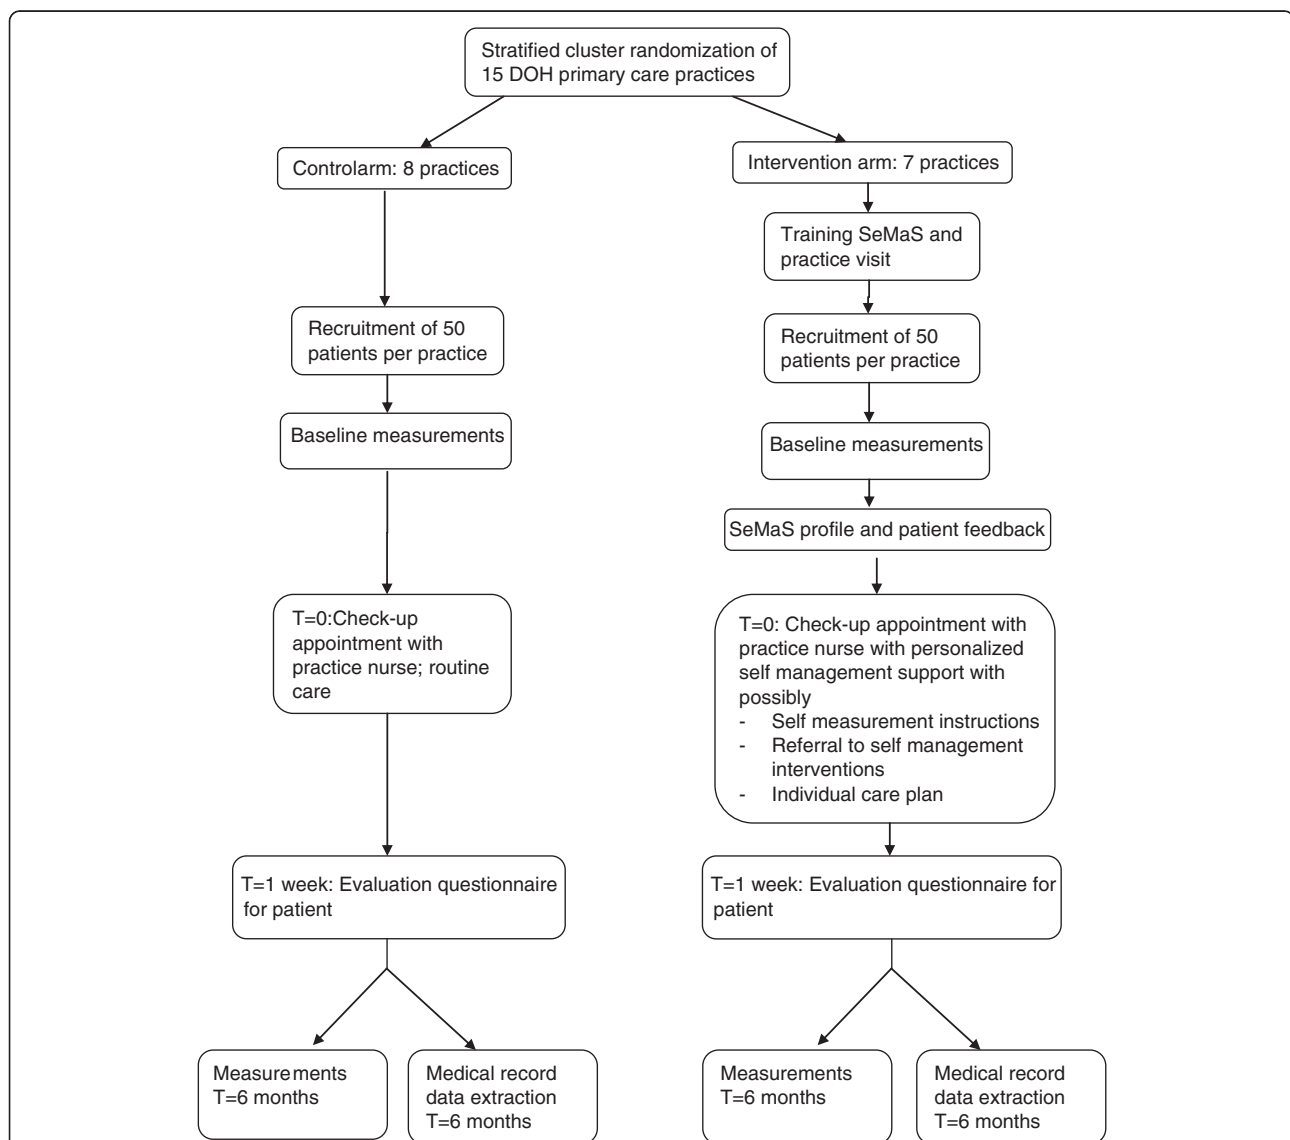 Stratified cluster randomization of
15 DOH primary care practices
Controlarm: 8 practices
Intervention arm: 7 practices
Training SeMaS and
practice visit
Recruitment of 50
patients per practice
Recruitment of 50
patients per practice
Baseline measurements
Baseline measurements
SeMaS profile and patient feedback
T=0:Check-up
appointment with
practice nurse; routine
care
T=0: Check-up appointment with
practice nurse with personalized
self management support with
possibly
- Self measurement instructions
- Referral to self management
interventions
- Individual care plan
T=1 week: Evaluation questionnaire
for patient
T=1 week: Evaluation questionnaire for
patient
Measurements
T=6 months
Medical record
data extraction
T=6 months
Measurements
T=6 months
Medical record
data extraction
T=6 months